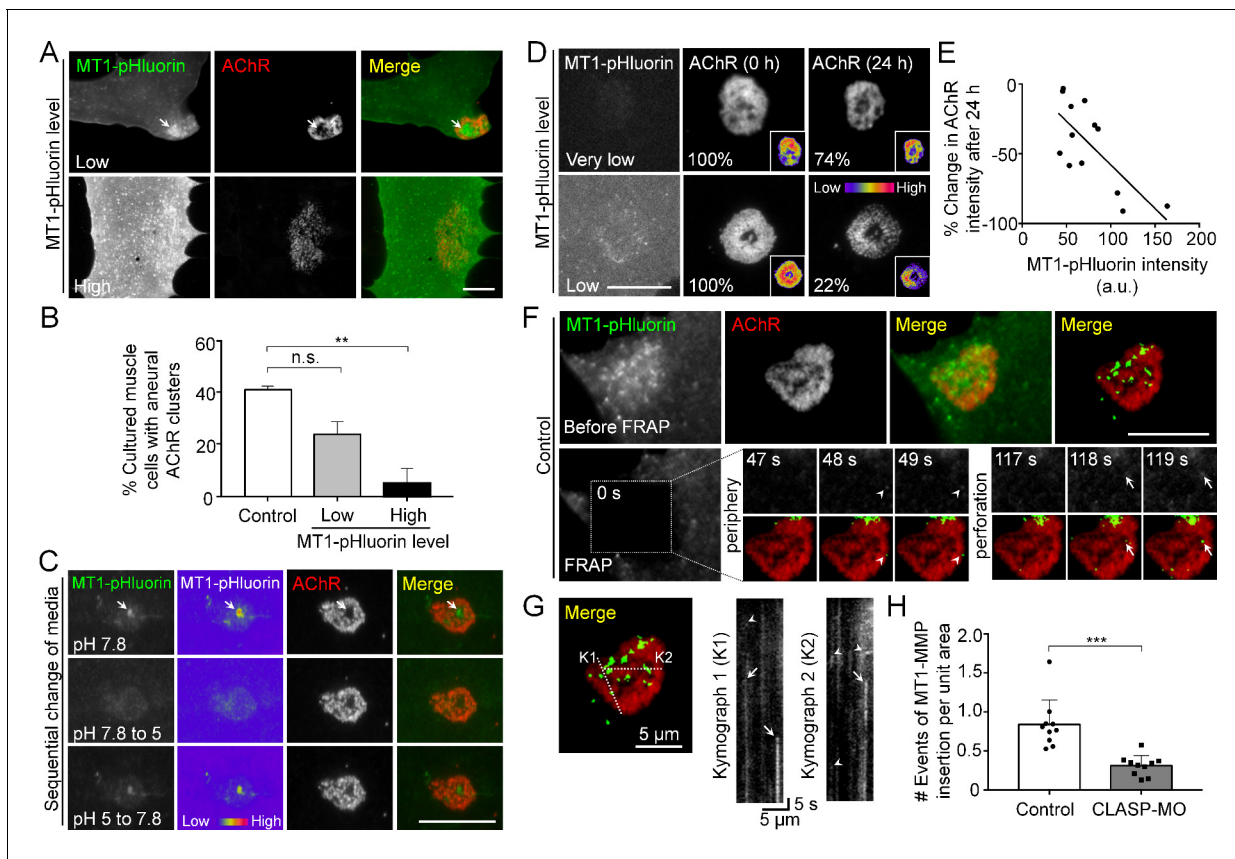 A
MT1-pHluorin AChR Merge
MT1-pHluorin level
Low
High
B
% Cultured muscle
cells with aneural
AChR clusters
60
40
20
0
n.s.
**
Control Low High
MT1-pHluorin level
C
MT1-pHluorin MT1-pHluorin AChR Merge
Sequential change of media
pH 7.8
pH 7.8 to 5
pH 5 to 7.8
Low High
D
MT1-pHluorin AChR (0 h) AChR (24 h)
MT1-pHluorin level
Very low 100% 74%
Low High
Low 100% 22%
E
% Change in AChR
intensity after 24 h
0
-50
-100
0 50 100 150 200
MT1-pHluorin intensity
(a.u.)
F
MT1-pHluorin AChR Merge Merge
Control
Before FRAP
0 s
FRAP
periphery
47 s 48 s 49 s
perforation
117 s 118 s 119 s
G
Merge
K1 K2
5 µm
Kymograph 1 (K1)
Kymograph 2 (K2)
5 s
5 µm
H
# Events of MT1-MMP
insertion per unit area
2.0
1.5
1.0
0.5
0
***
Control CLASP-MO